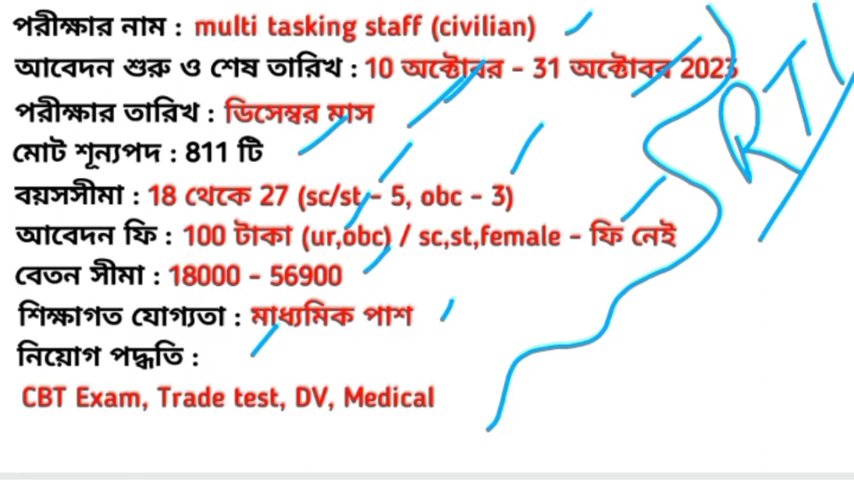 পরীক্ষার নাম : multi tasking staff (civilian)
আবেদন শুরু ও শেষ তারিখ : 10 অক্টোবর - 31 অক্টোবর 2023
পরীক্ষার তারিখ : ডিসেম্বর মাস
মোট শূন্যপদ : 811 টি
বয়সসীমা : 18 থেকে 27 (sc/st - 5, obc - 3)
আবেদন ফি : 100 টাকা (ur,obc) / sc,st,female - ফি নেই
বেতন সীমা : 18000 - 56900
শিক্ষাগত যোগ্যতা : মাধ্যমিক পাশ
নিয়োগ পদ্ধতি :
CBT Exam, Trade test, DV, Medical